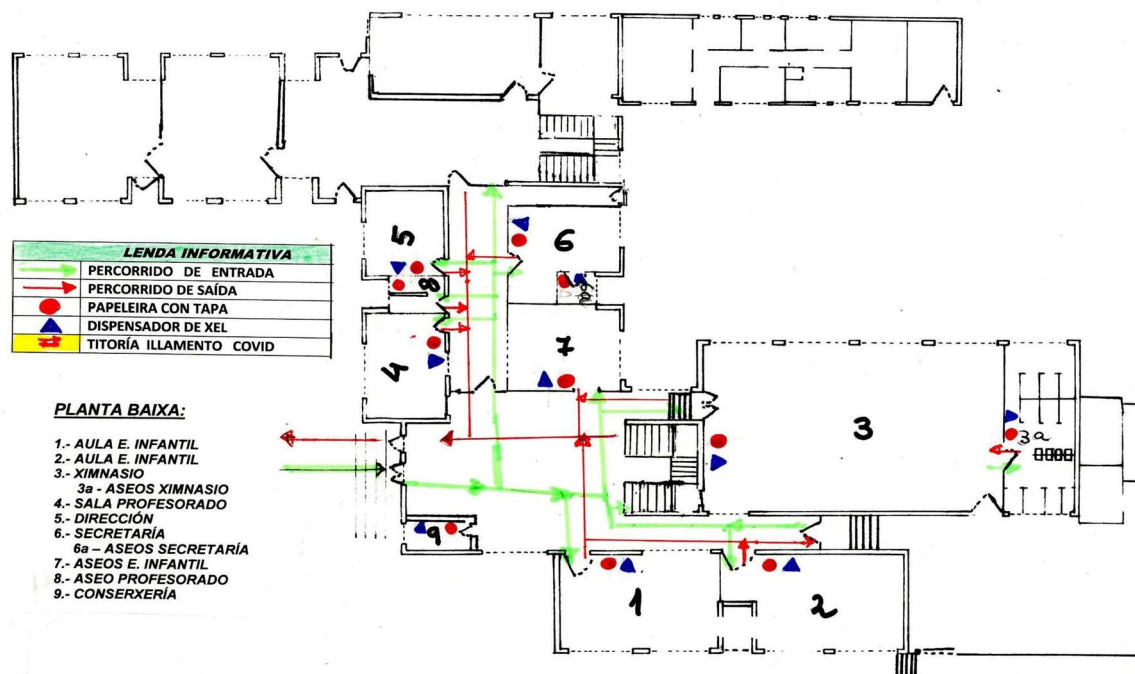 5
6
8
6a
LENDA INFORMATIVA
PERCORRIDO DE ENTRADA
PERCORRIDO DE SAÍDA
PAPELEIRA CON TAPA
DISPENSADOR DE XEL
TITORÍA ILLAMENTO COVID
4
7
3
3a
PLANTA BAIXA:
1.- AULA E. INFANTIL
2.- AULA E. INFANTIL
3.- XIMNASIO
3a - ASEOS XIMNASIO
4.- SALA PROFESORADO
5.- DIRECCIÓN
6.- SECRETARÍA
6a – ASEOS SECRETARÍA
7.- ASEOS E. INFANTIL
8.- ASEO PROFESORADO
9.- CONSERXERÍA
9
1
2